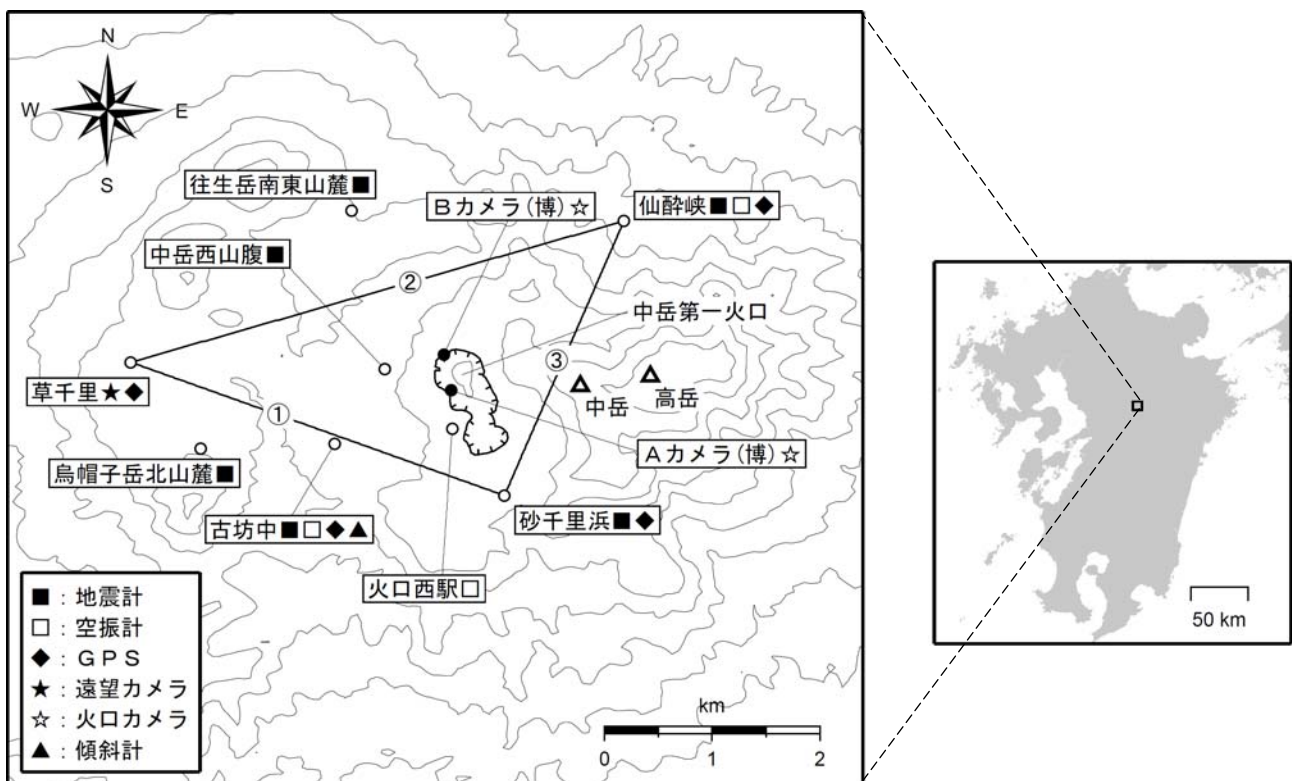 N
W
E
S
往生岳南東山麓■
Bカメラ(博)☆
仙酔峡■□◆
中岳西山腹■
②
中岳第一火口
③
草千里★◆
中岳
高岳
①
烏帽子岳北山麓■
Aカメラ(博)☆
古坊中■□◆▲
砂千里浜■◆
火口西駅□
■:地震計
□:空振計
◆:GPS
★:遠望カメラ
☆:火口カメラ
▲:傾斜計
km
0 1 2
50 km